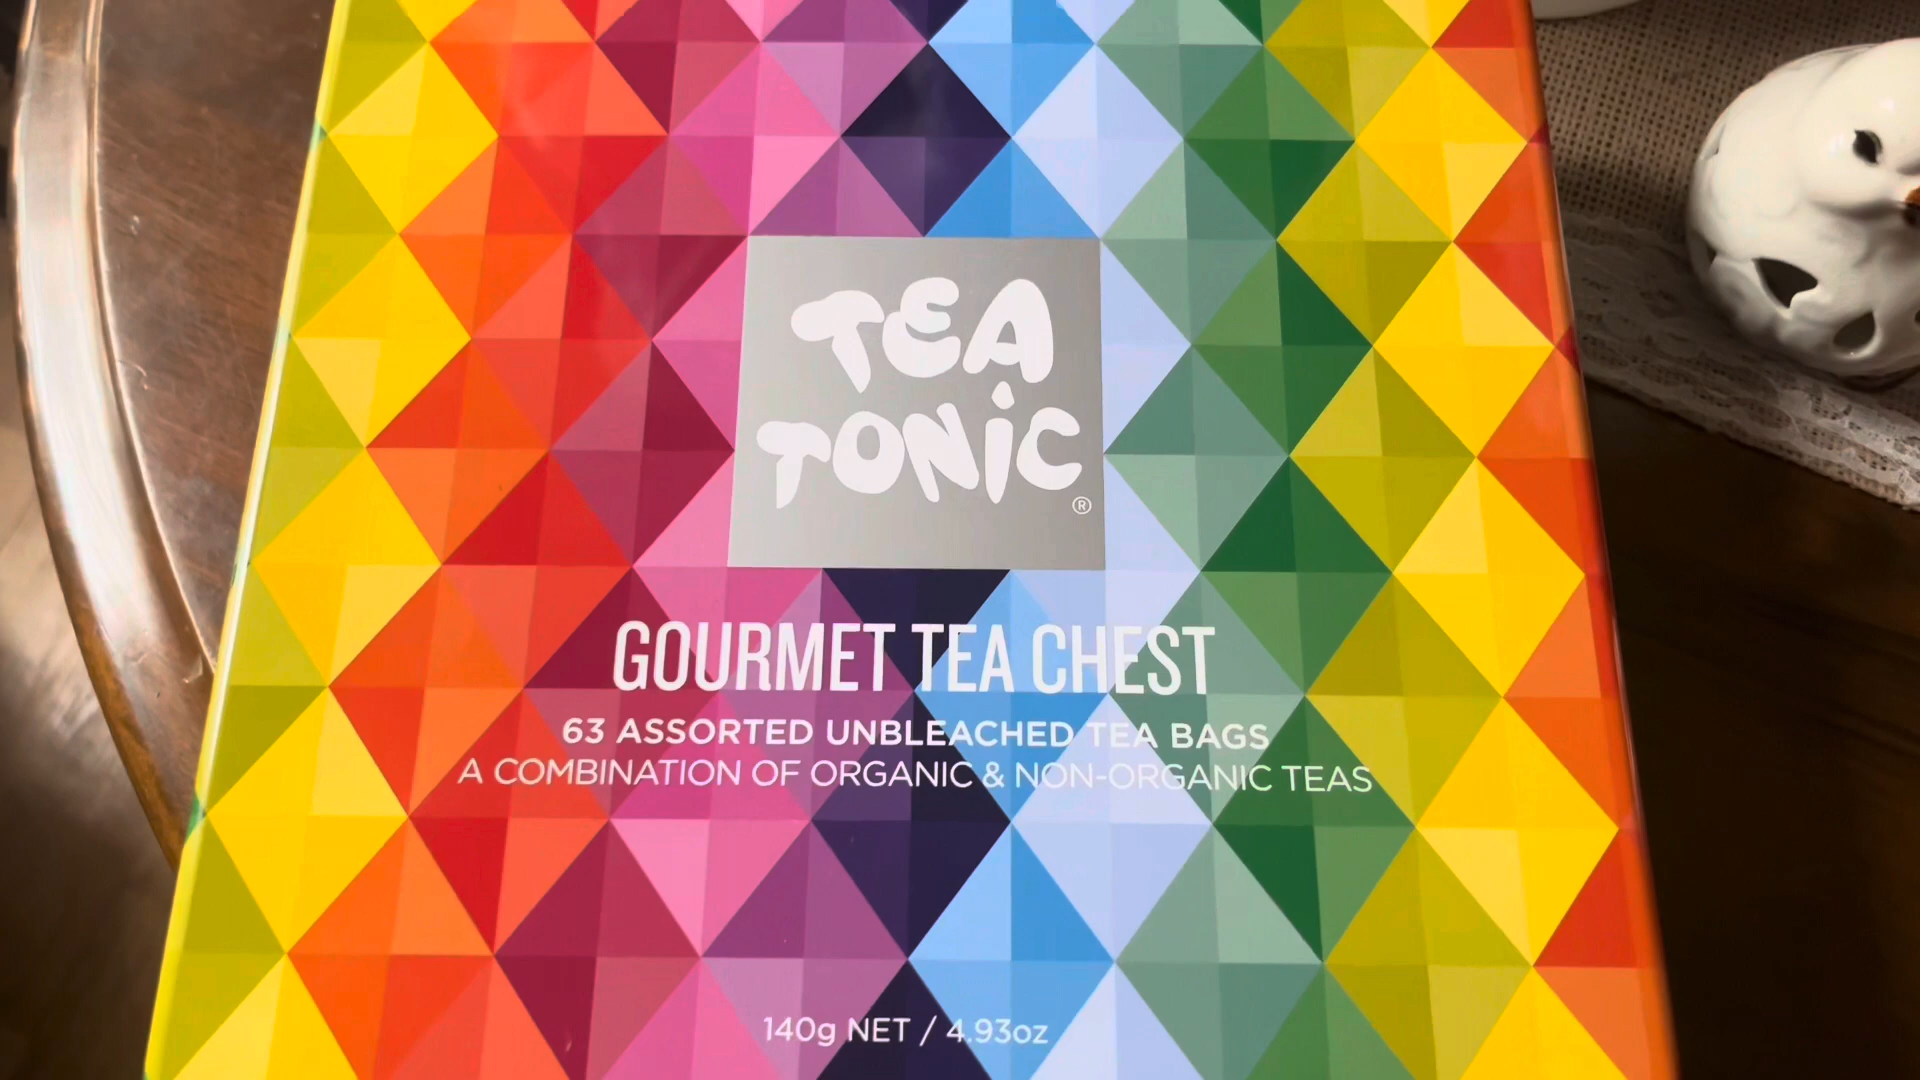 TEA
TONiC®
GOURMET TEA CHEST
63 ASSORTED UNBLEACHED TEA BAGS
A COMBINATION OF ORGANIC & NON-ORGANIC TEAS
140g NET / 4.93oz